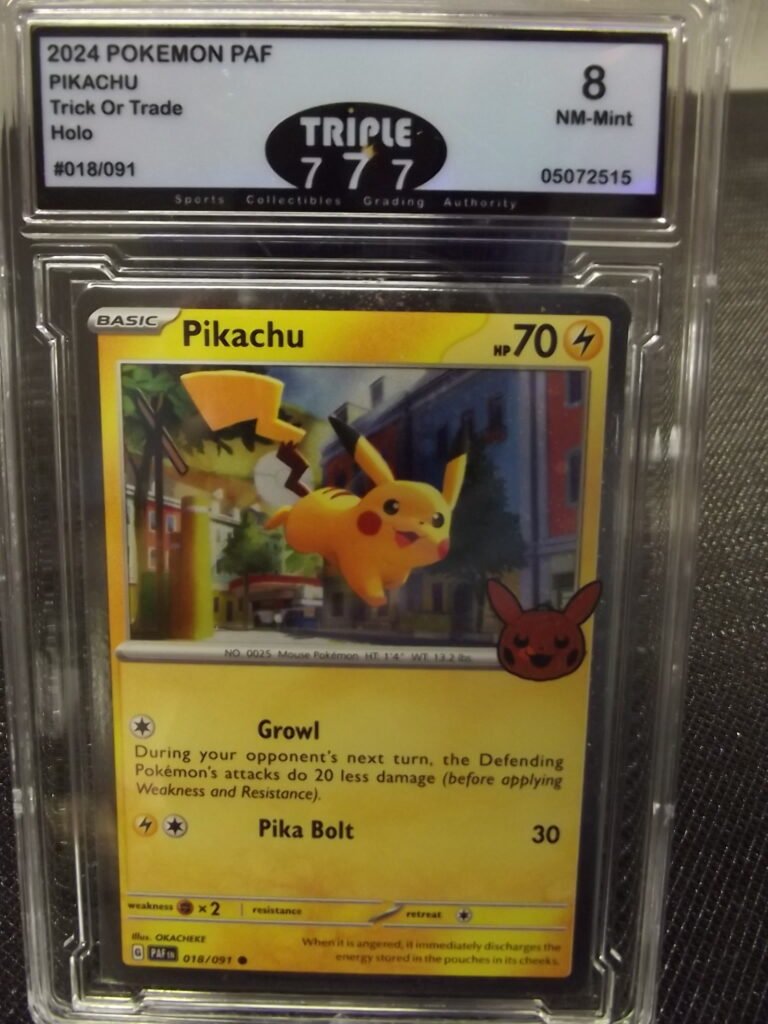 2024 POKEMON PAF
PIKACHU
Trick Or Trade
Holo
#018/091
TRIPLE
7 7 7
8
NM-Mint
05072515
Sports Collectibles Grading Authority
BASIC Pikachu HP 70
NO. 0025 Mouse Pokémon HT: 1'4" WT: 13.2 lbs
Growl
During your opponent's next turn, the Defending
Pokémon's attacks do 20 less damage (before applying
Weakness and Resistance).
Pika Bolt 30
weakness ×2 resistance retreat
Illus. OKACHEKE
G PAF EN 018/091
When it is angered, it immediately discharges the
energy stored in the pouches in its cheeks.